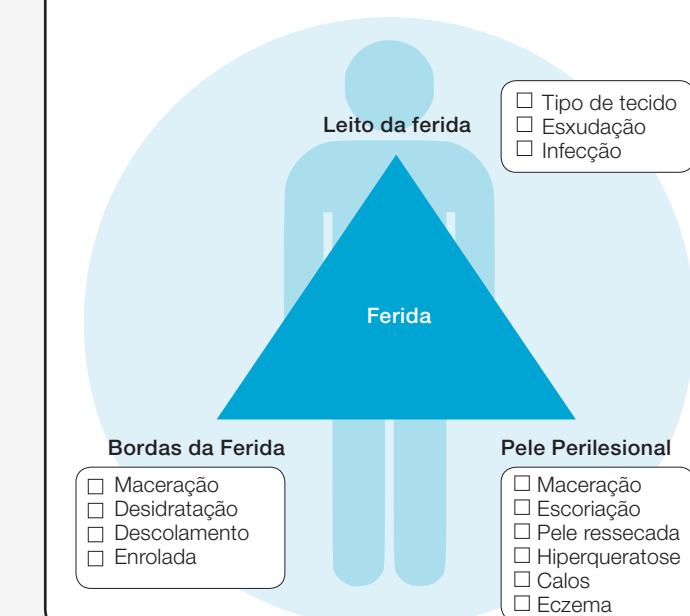 Leito da ferida
☐ Tipo de tecido
☐ Esxudação
☐ Infecção
Ferida
Bordas da Ferida
☐ Maceração
☐ Desidratação
☐ Descolamento
☐ Enrolada
Pele Perilesional
☐ Maceração
☐ Escoriação
☐ Pele ressecada
☐ Hiperqueratose
☐ Calos
☐ Eczema